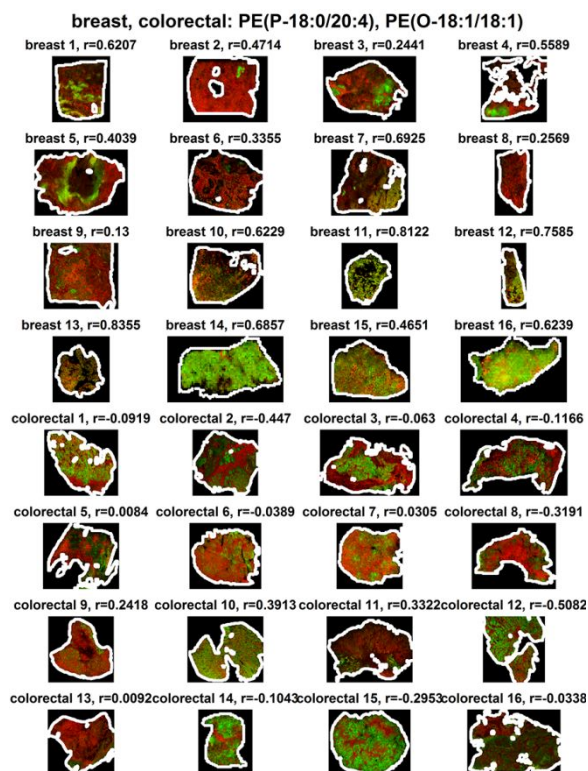 breast, colorectal: PE(P-18:0/20:4), PE(O-18:1/18:1)
breast 1, r=0.6207 breast 2, r=0.4714 breast 3, r=0.2441 breast 4, r=0.5589
breast 5, r=0.4039 breast 6, r=0.3355 breast 7, r=0.6925 breast 8, r=0.2569
breast 9, r=0.13 breast 10, r=0.6229 breast 11, r=0.8122 breast 12, r=0.7585
breast 13, r=0.8355 breast 14, r=0.6857 breast 15, r=0.4651 breast 16, r=0.6239
colorectal 1, r=-0.0919 colorectal 2, r=-0.447 colorectal 3, r=-0.063 colorectal 4, r=-0.1166
colorectal 5, r=0.0084 colorectal 6, r=-0.0389 colorectal 7, r=0.0305 colorectal 8, r=-0.3191
colorectal 9, r=0.2418 colorectal 10, r=0.3913 colorectal 11, r=0.3322 colorectal 12, r=-0.5082
colorectal 13, r=0.0092 colorectal 14, r=-0.1043 colorectal 15, r=-0.2953 colorectal 16, r=-0.0338